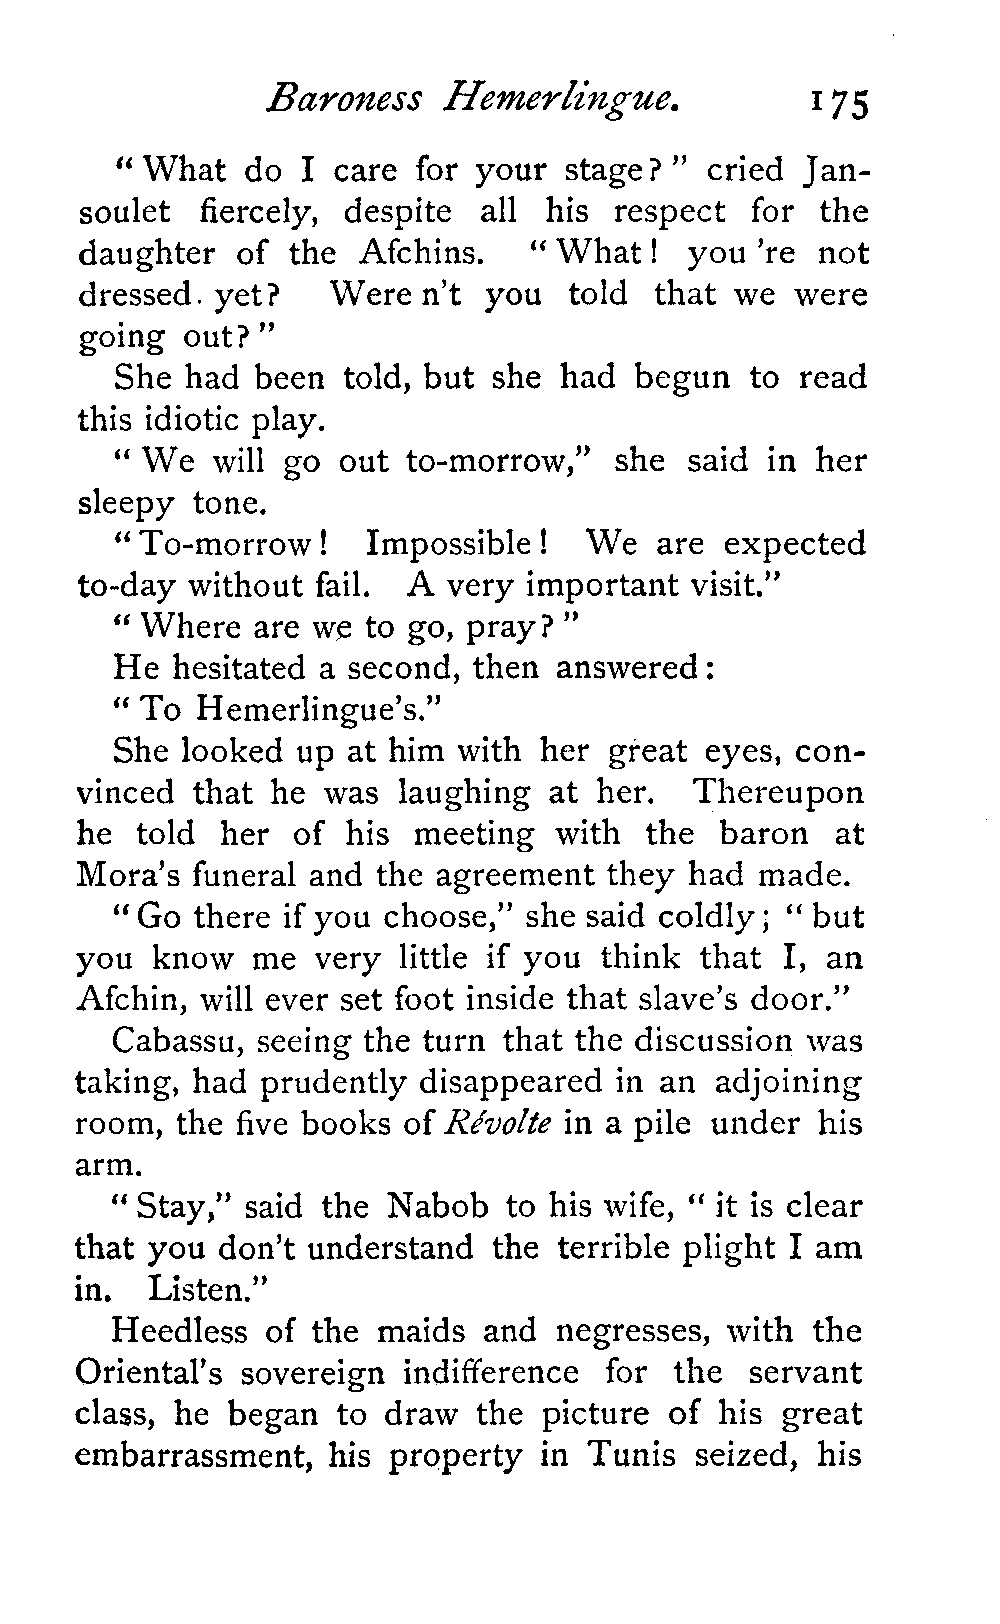 Baroness Hemerlingue. 175
" What do I care for your stage? " cried Jan-
soulet fiercely, despite all his respect for the
daughter of the Afchins. " What! you 're not
dressed. yet? Were n't you told that we were
going out? "
She had been told, but she had begun to read
this idiotic play.
" We will go out to-morrow," she said in her
sleepy tone.
" To-morrow! Impossible! We are expected
to-day without fail. A very important visit."
" Where are we to go, pray? "
He hesitated a second, then answered:
" To Hemerlingue's."
She looked up at him with her great eyes, con-
vinced that he was laughing at her. Thereupon
he told her of his meeting with the baron at
Mora's funeral and the agreement they had made.
" Go there if you choose," she said coldly; " but
you know me very little if you think that I, an
Afchin, will ever set foot inside that slave's door."
Cabassu, seeing the turn that the discussion was
taking, had prudently disappeared in an adjoining
room, the five books of Révolte in a pile under his
arm.
" Stay," said the Nabob to his wife, " it is clear
that you don't understand the terrible plight I am
in. Listen."
Heedless of the maids and negresses, with the
Oriental's sovereign indifference for the servant
class, he began to draw the picture of his great
embarrassment, his property in Tunis seized, his